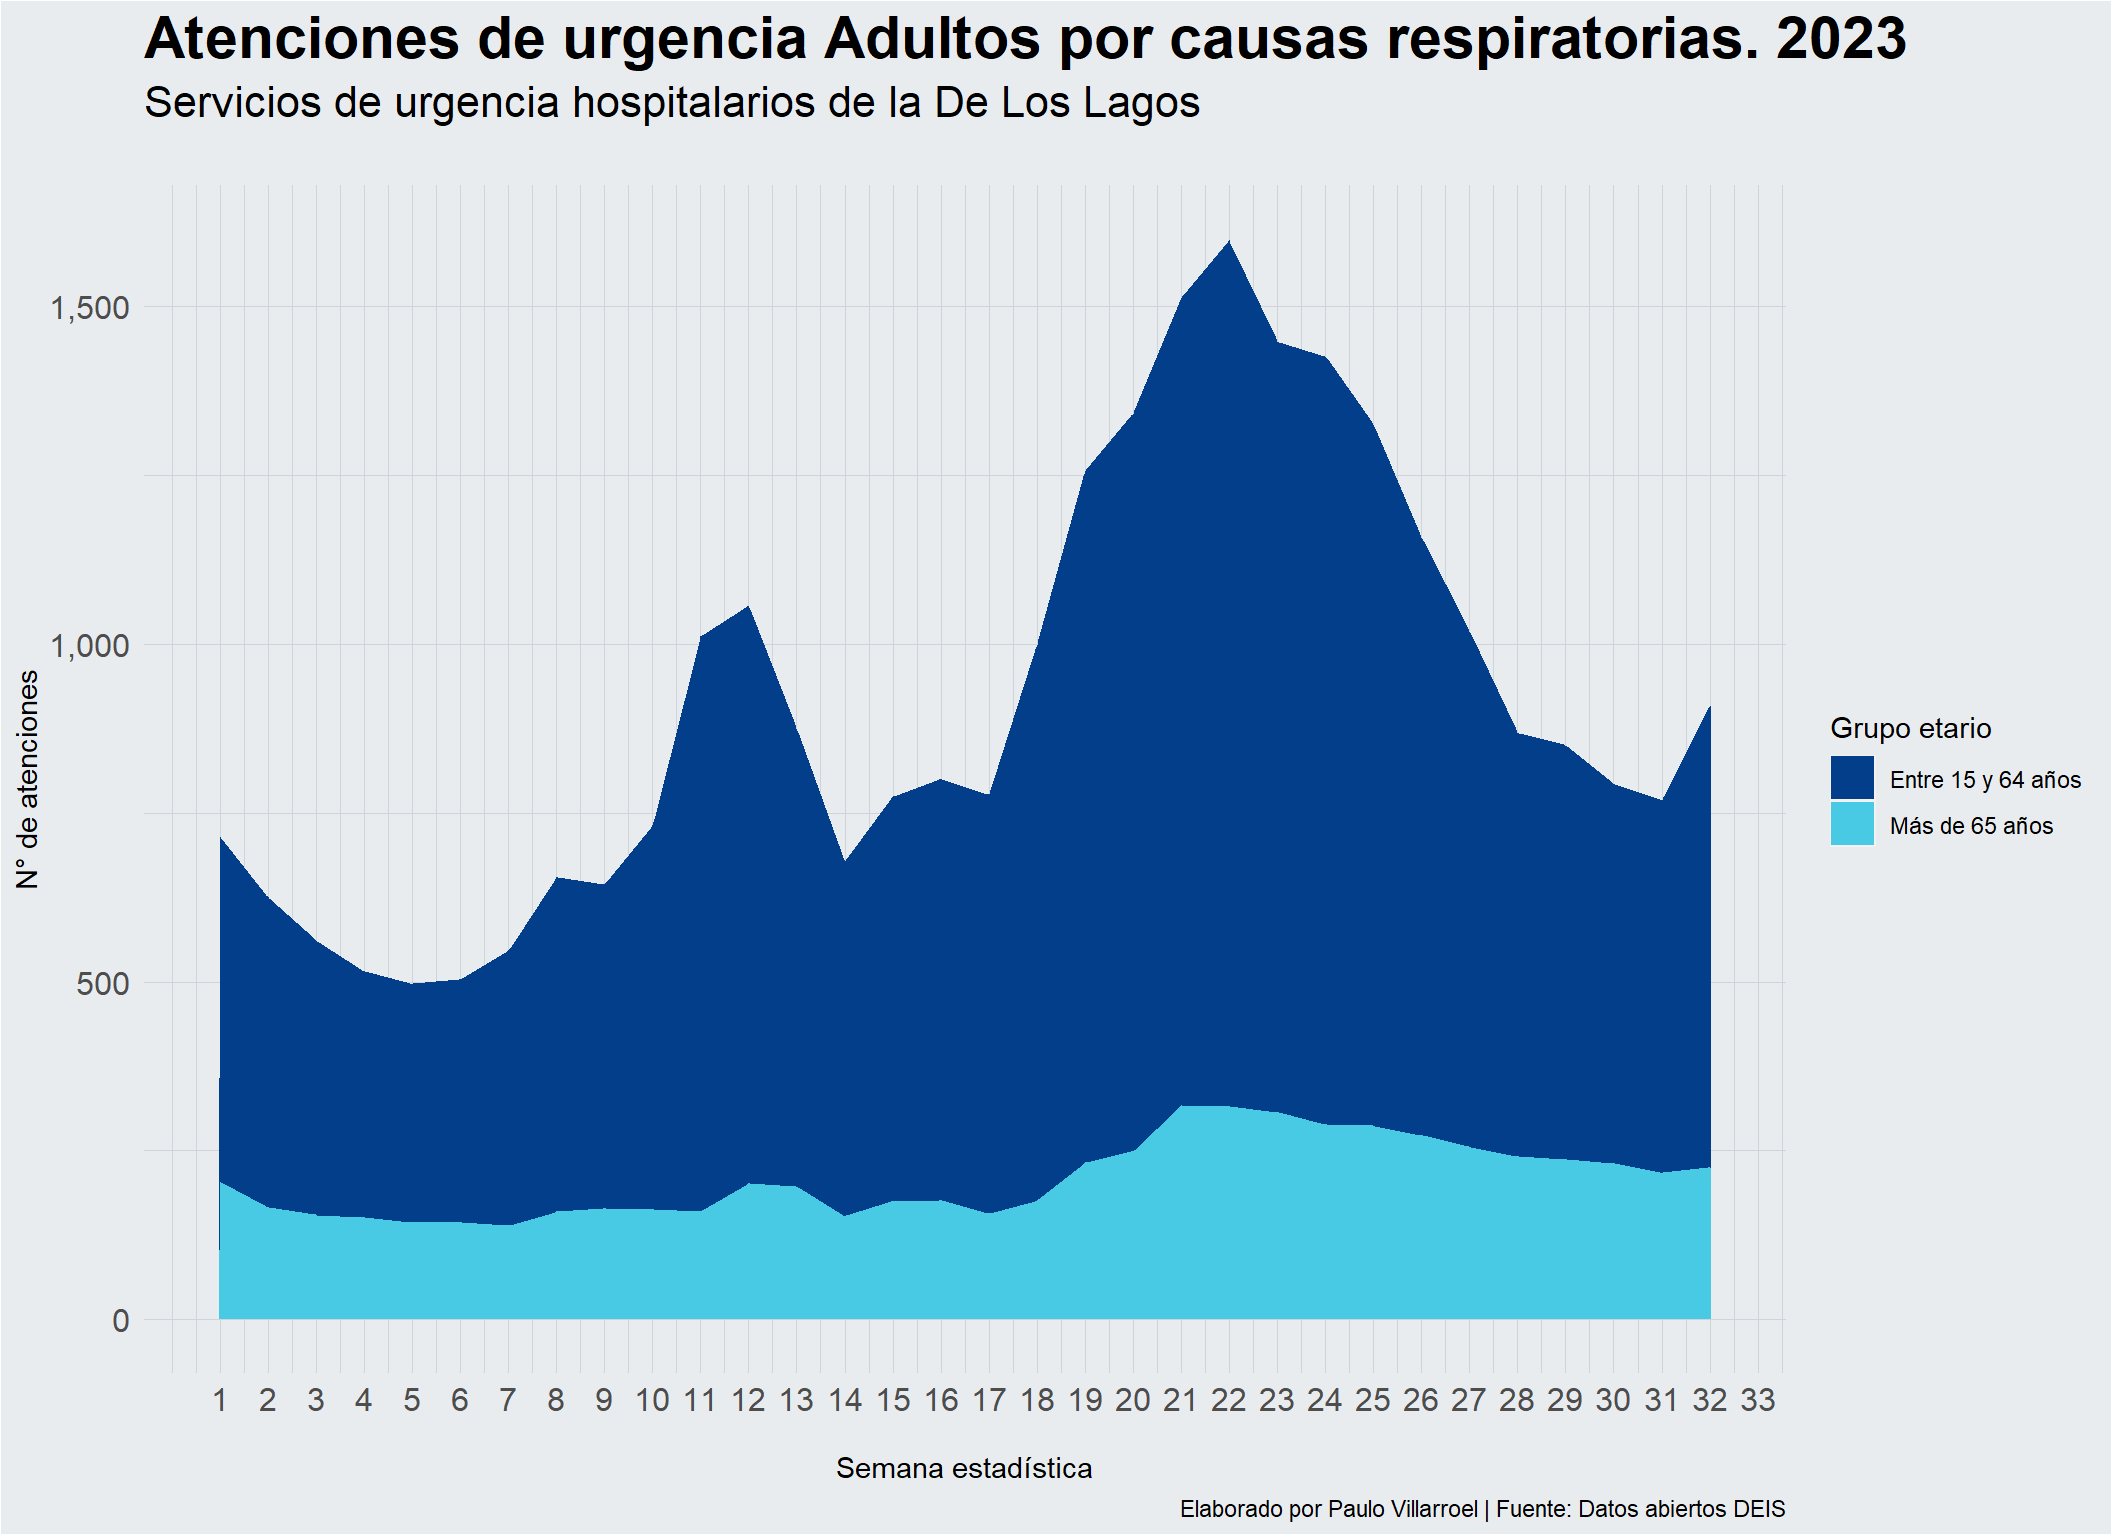 Atenciones de urgencia Adultos por causas respiratorias. 2023
Servicios de urgencia hospitalarios de la De Los Lagos
1,500
1,000
500
0
N° de atenciones
1 2 3 4 5 6 7 8 9 10 11 12 13 14 15 16 17 18 19 20 21 22 23 24 25 26 27 28 29 30 31 32 33
Semana estadística
Grupo etario
Entre 15 y 64 años
Más de 65 años
Elaborado por Paulo Villarroel | Fuente: Datos abiertos DEIS